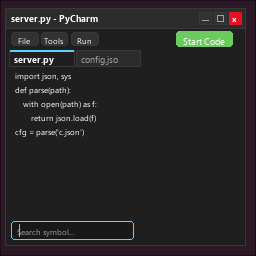 server.py - PyCharm
x
File Tools Run Start Code
server.py config.jso
import json, sys
def parse(path):
with open(path) as f:
return json.load(f)
cfg = parse('c.json')
Search symbol...